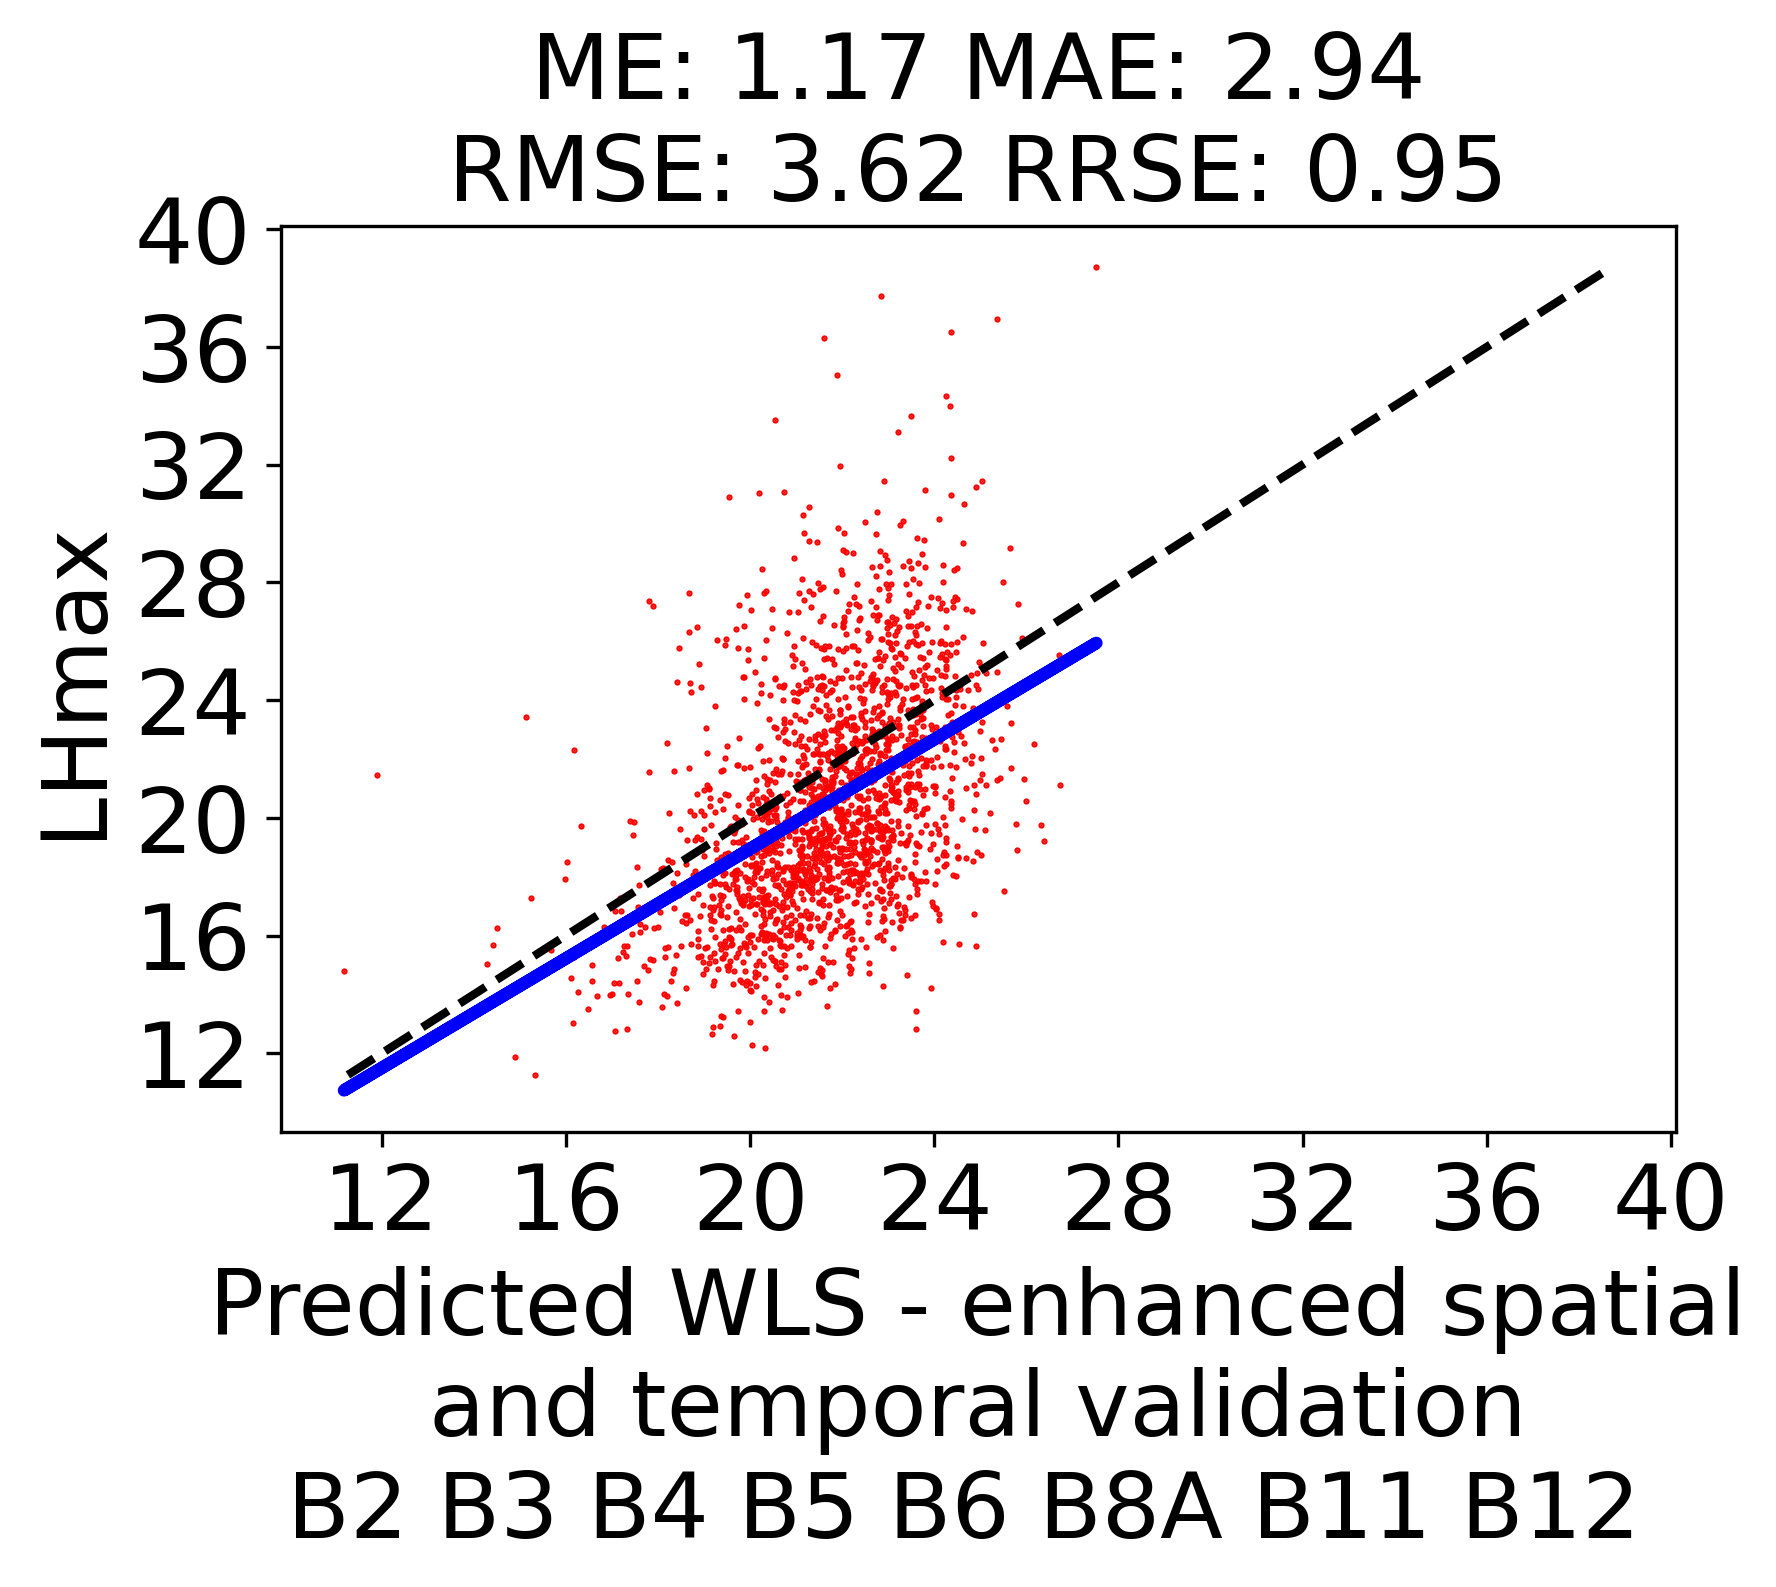 ME: 1.17 MAE: 2.94
RMSE: 3.62 RRSE: 0.95
40
36
32
28
24
20
16
12
LHmax
12 16 20 24 28 32 36 40
Predicted WLS - enhanced spatial
and temporal validation
B2 B3 B4 B5 B6 B8A B11 B12